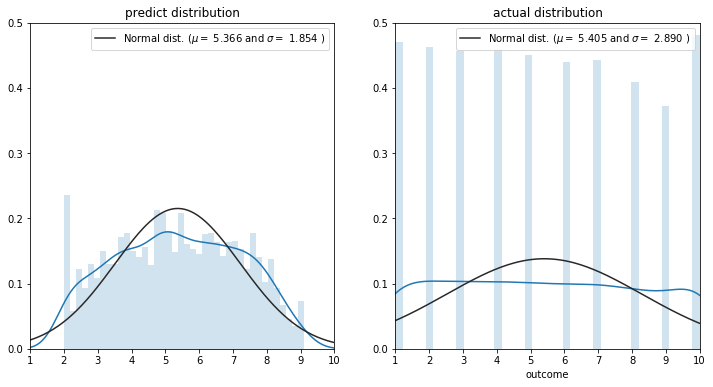 predict distribution
0.5
0.4
0.3
0.2
0.1
0.0
1 2 3 4 5 6 7 8 9 10
Normal dist. (μ = 5.366 and σ = 1.854 )
actual distribution
0.5
0.4
0.3
0.2
0.1
0.0
1 2 3 4 5 6 7 8 9 10
outcome
Normal dist. (μ = 5.405 and σ = 2.890 )